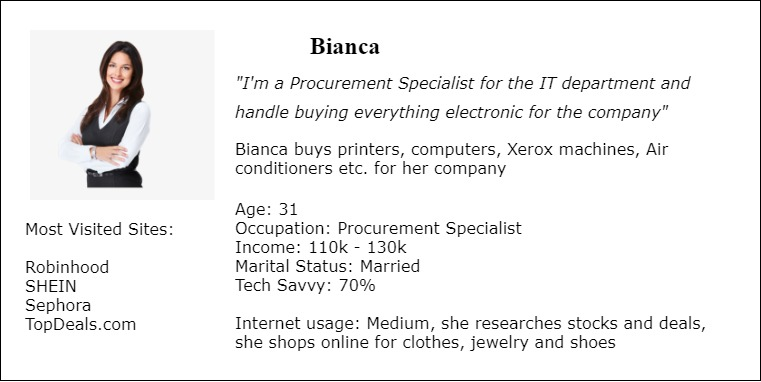 Bianca
"I'm a Procurement Specialist for the IT department and
handle buying everything electronic for the company"
Bianca buys printers, computers, Xerox machines, Air
conditioners etc. for her company
Age: 31
Occupation: Procurement Specialist
Income: 110k - 130k
Marital Status: Married
Tech Savvy: 70%
Internet usage: Medium, she researches stocks and deals,
she shops online for clothes, jewelry and shoes
Most Visited Sites:
Robinhood
SHEIN
Sephora
TopDeals.com